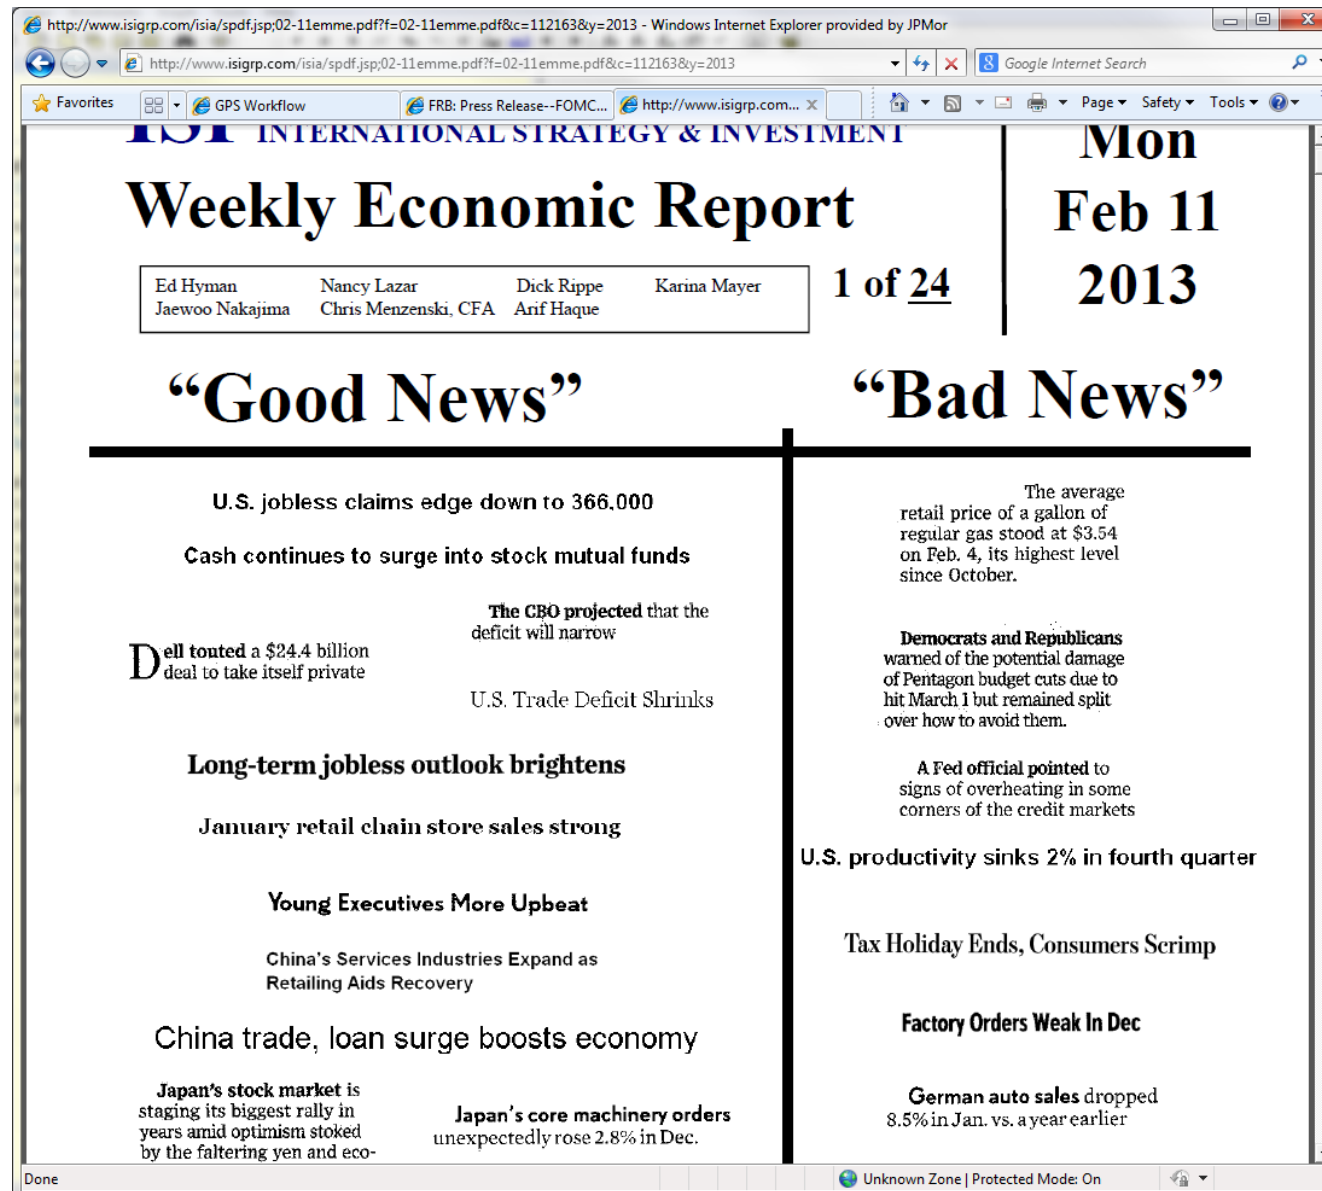 http://www.isigrp.com/isia/spdf.jsp;02-11emme.pdf?f=02-11emme.pdf&c=112163&y=2013 - Windows Internet Explorer provided by JPMor
http://www.isigrp.com/isia/spdf.jsp;02-11emme.pdf?f=02-11emme.pdf&c=112163&y=2013
Google Internet Search
Favorites
GPS Workflow
FRB: Press Release--FOMC...
http://www.isigrp.com...
Page
Safety
Tools
ISI INTERNATIONAL STRATEGY & INVESTMENT
Weekly Economic Report
Mon
Feb 11
2013
Ed Hyman Nancy Lazar Dick Rippe Karina Mayer
Jaewoo Nakajima Chris Menzenski, CFA Arif Haque
1 of 24
“Good News”
U.S. jobless claims edge down to 366,000
Cash continues to surge into stock mutual funds
The CBO projected that the
deficit will narrow
Dell touted a $24.4 billion
deal to take itself private
U.S. Trade Deficit Shrinks
Long-term jobless outlook brightens
January retail chain store sales strong
Young Executives More Upbeat
China's Services Industries Expand as
Retailing Aids Recovery
China trade, loan surge boosts economy
Japan's stock market is
staging its biggest rally in
years amid optimism stoked
by the faltering yen and eco-
Japan's core machinery orders
unexpectedly rose 2.8% in Dec.
“Bad News”
The average
retail price of a gallon of
regular gas stood at $3.54
on Feb. 4, its highest level
since October.
Democrats and Republicans
warned of the potential damage
of Pentagon budget cuts due to
hit March 1 but remained split
over how to avoid them.
A Fed official pointed to
signs of overheating in some
corners of the credit markets
U.S. productivity sinks 2% in fourth quarter
Tax Holiday Ends, Consumers Scrimp
Factory Orders Weak In Dec
German auto sales dropped
8.5% in Jan. vs. a year earlier
Done
Unknown Zone | Protected Mode: On